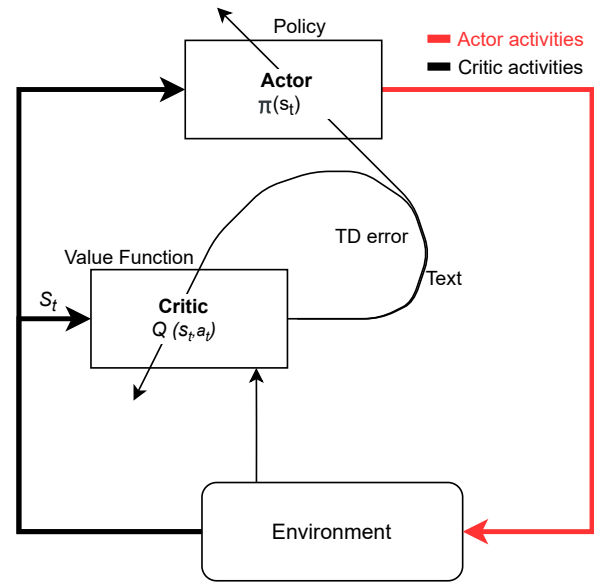 Policy
Actor activities
Critic activities
Actor
π(sₜ)
TD error
Value Function
Text
Sₜ
Critic
Q (sₜ,aₜ)
Environment